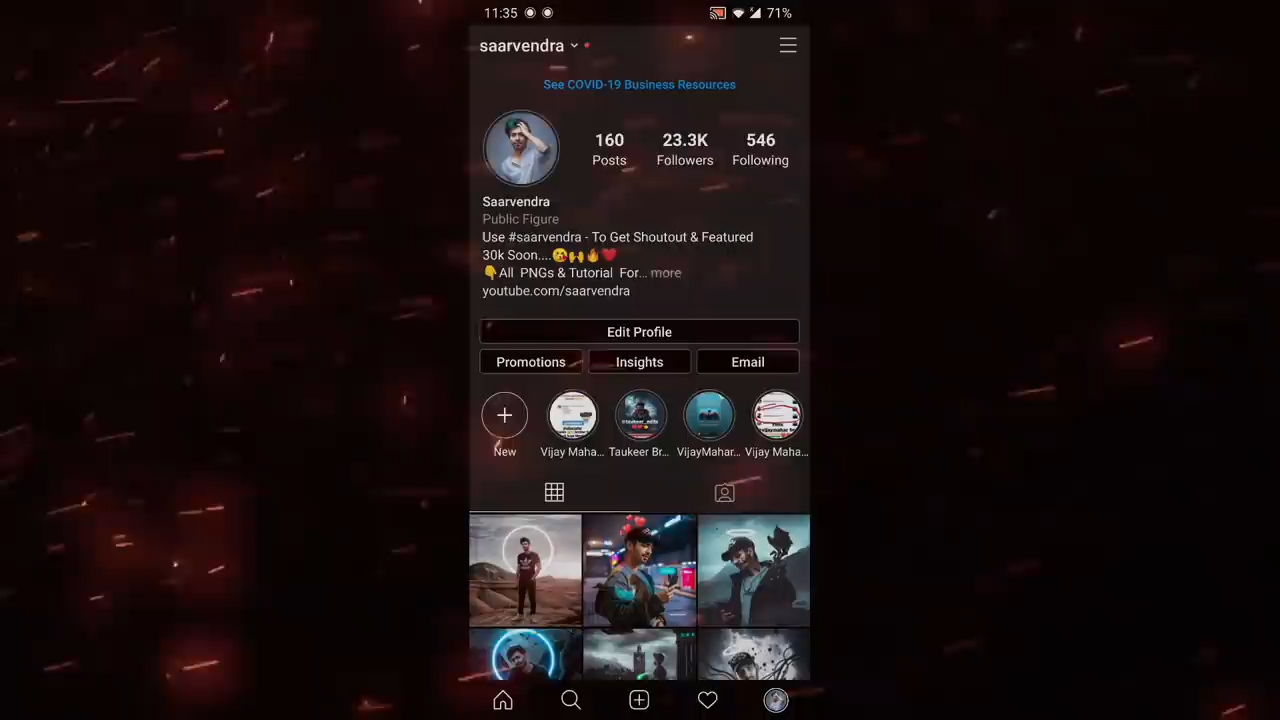 11:35
71%
saarvendra
See COVID-19 Business Resources
160 23.3K 546
Posts Followers Following
Saarvendra
Public Figure
Use #saarvendra - To Get Shoutout & Featured
30k Soon....😘🙌🔥❤️
👇All PNGs & Tutorial For... more
youtube.com/saarvendra
Edit Profile
Promotions Insights Email
New Vijay Maha... Taukeer Br... VijayMahar... Vijay Maha...